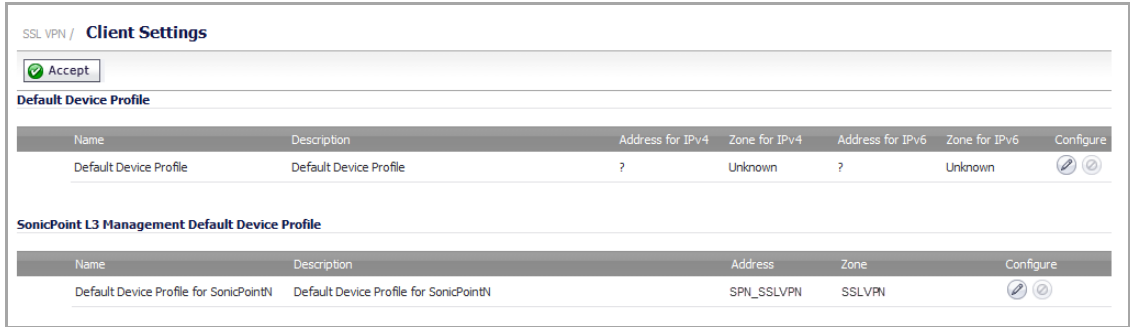 SSL VPN / Client Settings
Accept
Default Device Profile
Name Description Address for IPv4 Zone for IPv4 Address for IPv6 Zone for IPv6 Configure
Default Device Profile Default Device Profile ? Unknown ? Unknown
SonicPoint L3 Management Default Device Profile
Name Description Address Zone Configure
Default Device Profile for SonicPointN Default Device Profile for SonicPointN SPN_SSLVPN SSLVPN